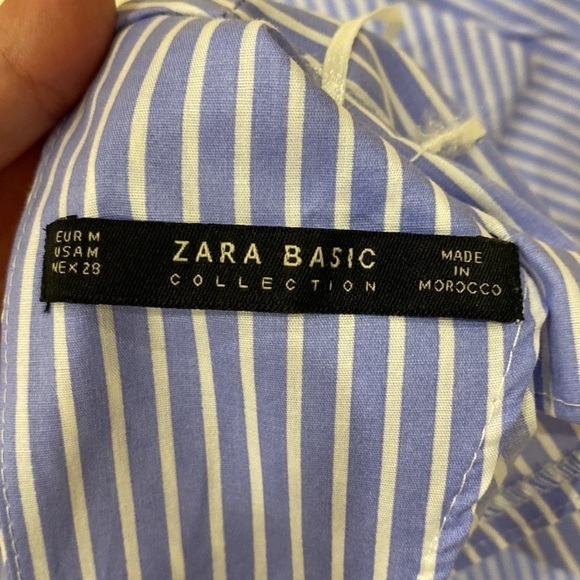 EUR M
USA M
MEX 28
ZARA BASIC
COLLECTION
MADE
IN
MOROCCO